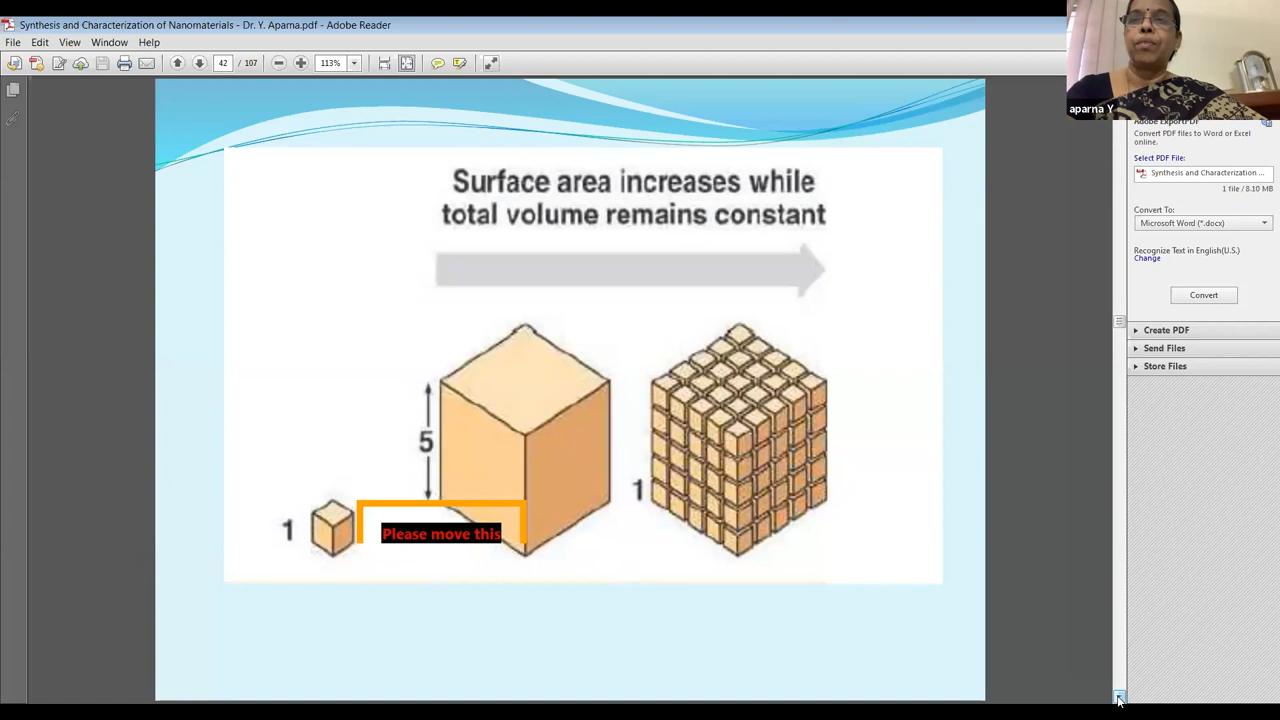 Synthesis and Characterization of Nanomaterials - Dr. Y. Aparna.pdf - Adobe Reader
File Edit View Window Help
42 / 107 113%
aparna Y
Adobe ExportPDF
Convert PDF files to Word or Excel
online.
Select PDF File:
Synthesis and Characterization ...
1 file / 8.10 MB
Convert To:
Microsoft Word (*.docx)
Recognize Text in English(U.S.)
Change
Convert
Create PDF
Send Files
Store Files
Surface area increases while
total volume remains constant
5
1
1
Please move this